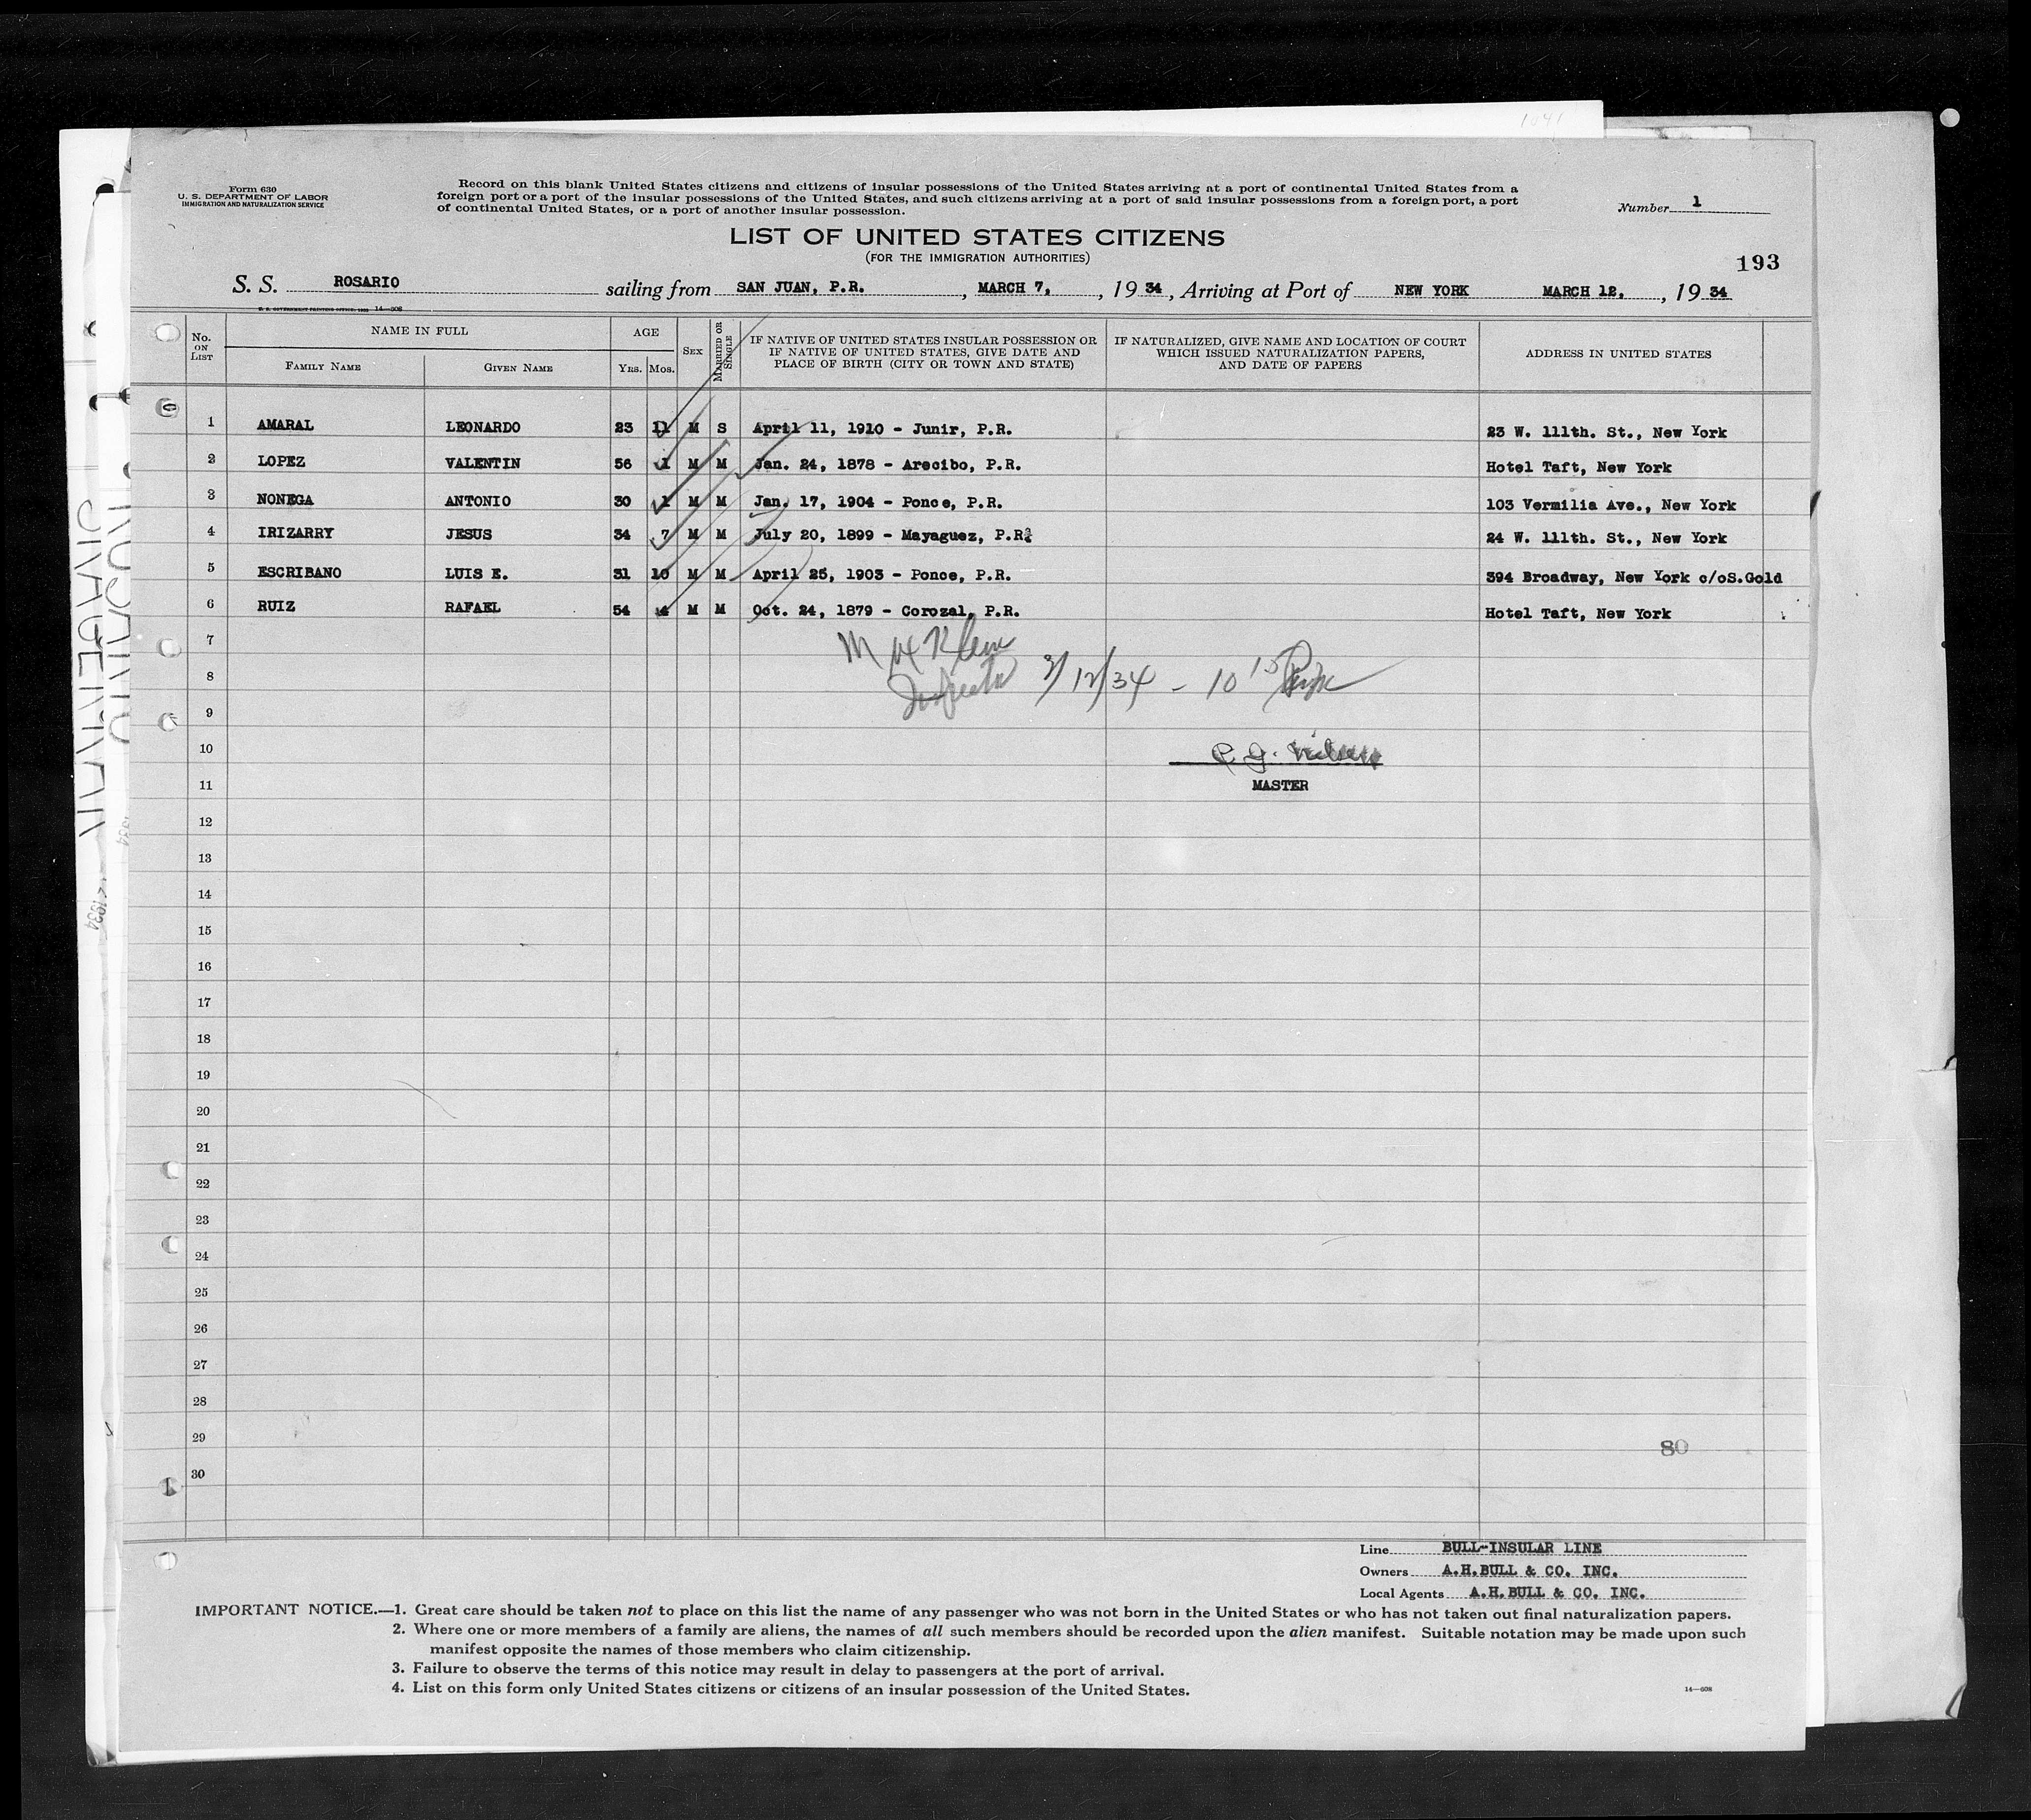 1041
Form 630
U. S. DEPARTMENT OF LABOR
IMMIGRATION AND NATURALIZATION SERVICE
Record on this blank United States citizens and citizens of insular possessions of the United States arriving at a port of continental United States from a
foreign port or a port of the insular possessions of the United States, and such citizens arriving at a port of said insular possessions from a foreign port, a port
of continental United States, or a port of another insular possession.
Number 1
LIST OF UNITED STATES CITIZENS
(FOR THE IMMIGRATION AUTHORITIES)
193
S. S. ROSARIO sailing from SAN JUAN, P.R. , MARCH 7, , 19 34 , Arriving at Port of NEW YORK MARCH 12, , 19 34
U. S. GOVERNMENT PRINTING OFFICE: 14—608
No. ON LIST NAME IN FULL FAMILY NAME GIVEN NAME AGE YRS. MOS. SEX MARRIED OR SINGLE IF NATIVE OF UNITED STATES INSULAR POSSESSION OR IF NATIVE OF UNITED STATES, GIVE DATE AND PLACE OF BIRTH (CITY OR TOWN AND STATE) IF NATURALIZED, GIVE NAME AND LOCATION OF COURT WHICH ISSUED NATURALIZATION PAPERS, AND DATE OF PAPERS ADDRESS IN UNITED STATES
1 AMARAL LEONARDO 23 11 M S April 11, 1910 - Junir, P.R. 23 W. 111th. St., New York
2 LOPEZ VALENTIN 56 1 M M Jan. 24, 1878 - Arecibo, P.R. Hotel Taft, New York
3 NONEGA ANTONIO 30 1 M M Jan. 17, 1904 - Ponce, P.R. 103 Vermilia Ave., New York
4 IRIZARRY JESUS 34 7 M M July 20, 1899 - Mayaguez, P.R. 24 W. 111th. St., New York
5 ESCRIBANO LUIS E. 31 10 M M April 25, 1903 - Ponce, P.R. 394 Broadway, New York c/oS.Gold
6 RUIZ RAFAEL 54 4 M M Oct. 24, 1879 - Corozal, P.R. Hotel Taft, New York
7
M H Klein
8
Inspector 3/12/34 - 10 15
9
10
11
MASTER
12
13
14
15
16
17
18
19
20
21
22
23
24
25
26
27
28
29
80
30
Line BULL-INSULAR LINE
Owners A.H.BULL & CO. INC.
Local Agents A.H.BULL & CO. INC.
IMPORTANT NOTICE.—1. Great care should be taken not to place on this list the name of any passenger who was not born in the United States or who has not taken out final naturalization papers.
2. Where one or more members of a family are aliens, the names of all such members should be recorded upon the alien manifest. Suitable notation may be made upon such
manifest opposite the names of those members who claim citizenship.
3. Failure to observe the terms of this notice may result in delay to passengers at the port of arrival.
4. List on this form only United States citizens or citizens of an insular possession of the United States.
14—608